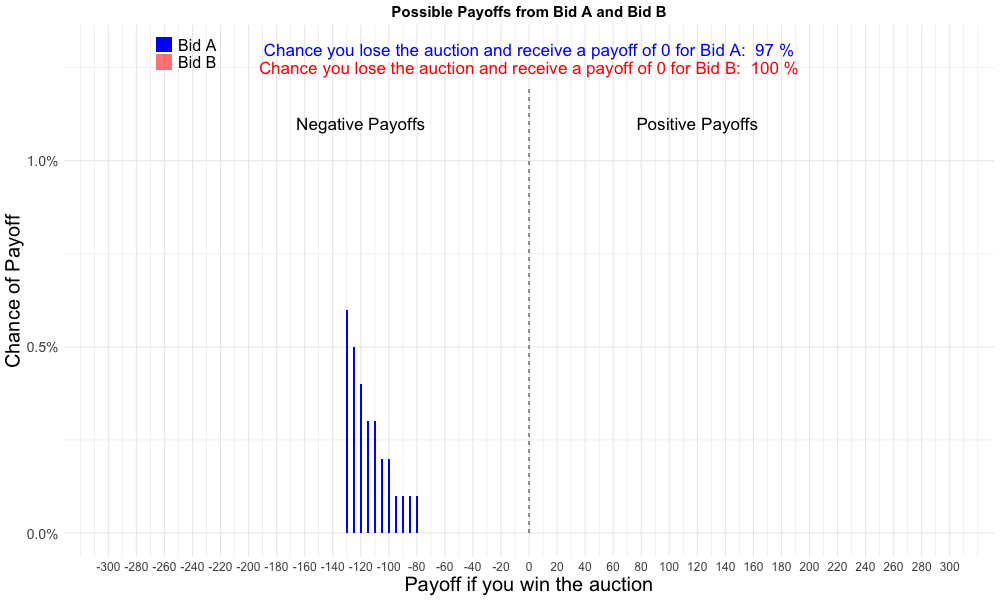 Possible Payoffs from Bid A and Bid B
Bid A
Bid B
Chance you lose the auction and receive a payoff of 0 for Bid A:  97 %
Chance you lose the auction and receive a payoff of 0 for Bid B:  100 %
Negative Payoffs
Positive Payoffs
Chance of Payoff
1.0%
0.5%
0.0%
-300 -280 -260 -240 -220 -200 -180 -160 -140 -120 -100 -80 -60 -40 -20 0 20 40 60 80 100 120 140 160 180 200 220 240 260 280 300
Payoff if you win the auction